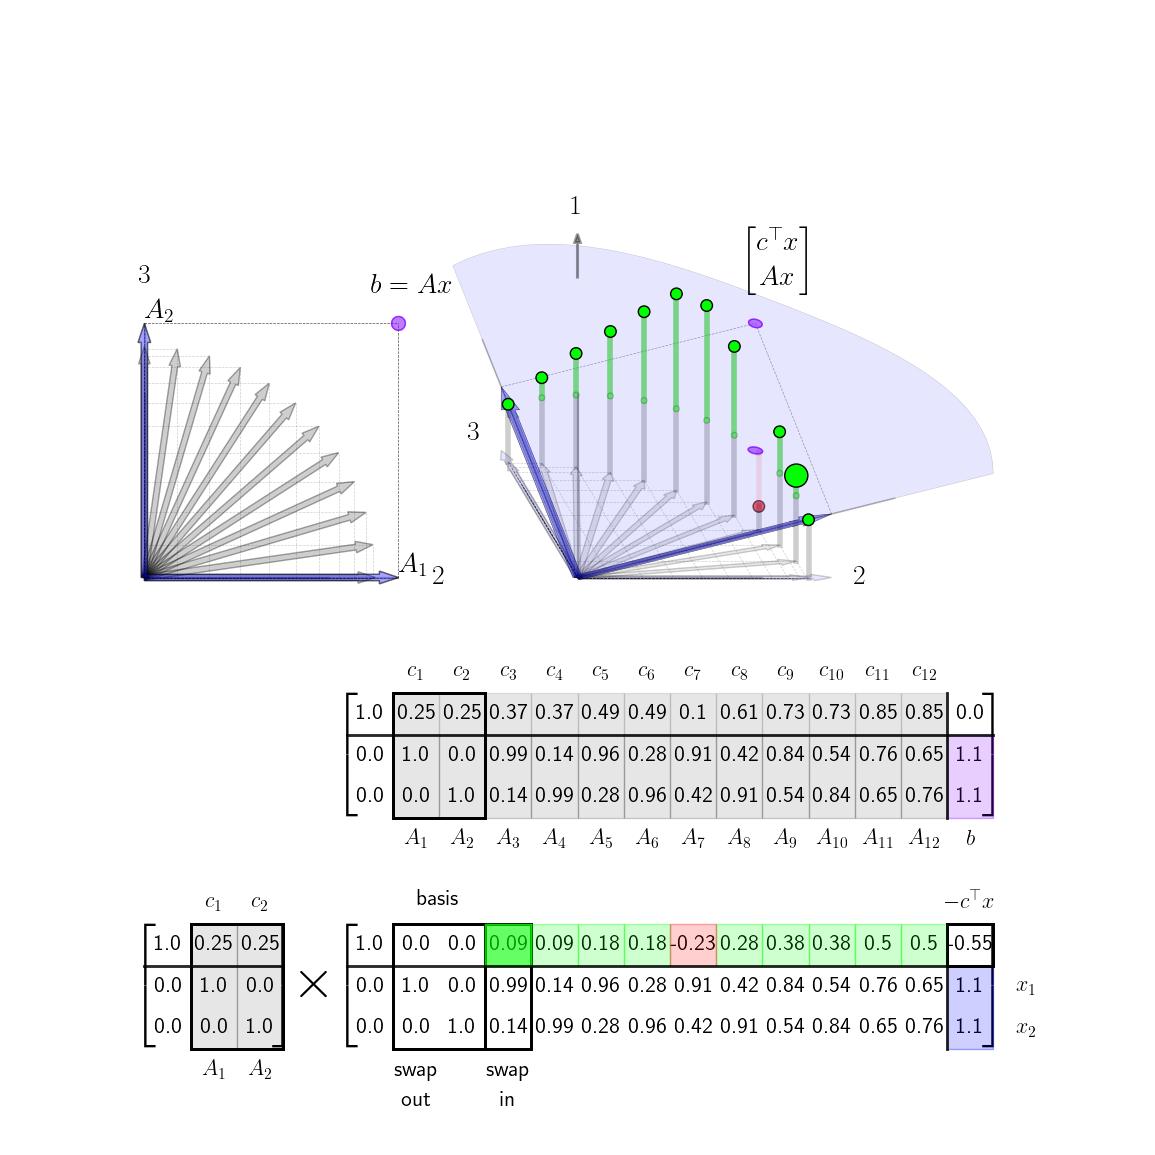 1
[c⊤x
Ax]
3
A2
b = Ax
3
A1 2
2
c1 c2 c3 c4 c5 c6 c7 c8 c9 c10 c11 c12
1.0 0.25 0.25 0.37 0.37 0.49 0.49 0.1 0.61 0.73 0.73 0.85 0.85 0.0
0.0 1.0 0.0 0.99 0.14 0.96 0.28 0.91 0.42 0.84 0.54 0.76 0.65 1.1
0.0 0.0 1.0 0.14 0.99 0.28 0.96 0.42 0.91 0.54 0.84 0.65 0.76 1.1
A1 A2 A3 A4 A5 A6 A7 A8 A9 A10 A11 A12 b
c1 c2 basis −c⊤x
1.0 0.25 0.25 1.0 0.0 0.0 0.09 0.09 0.18 0.18 -0.23 0.28 0.38 0.38 0.5 0.5 -0.55
0.0 1.0 0.0 × 0.0 1.0 0.0 0.99 0.14 0.96 0.28 0.91 0.42 0.84 0.54 0.76 0.65 1.1 x1
0.0 0.0 1.0 0.0 0.0 1.0 0.14 0.99 0.28 0.96 0.42 0.91 0.54 0.84 0.65 0.76 1.1 x2
A1 A2 swap swap
out in